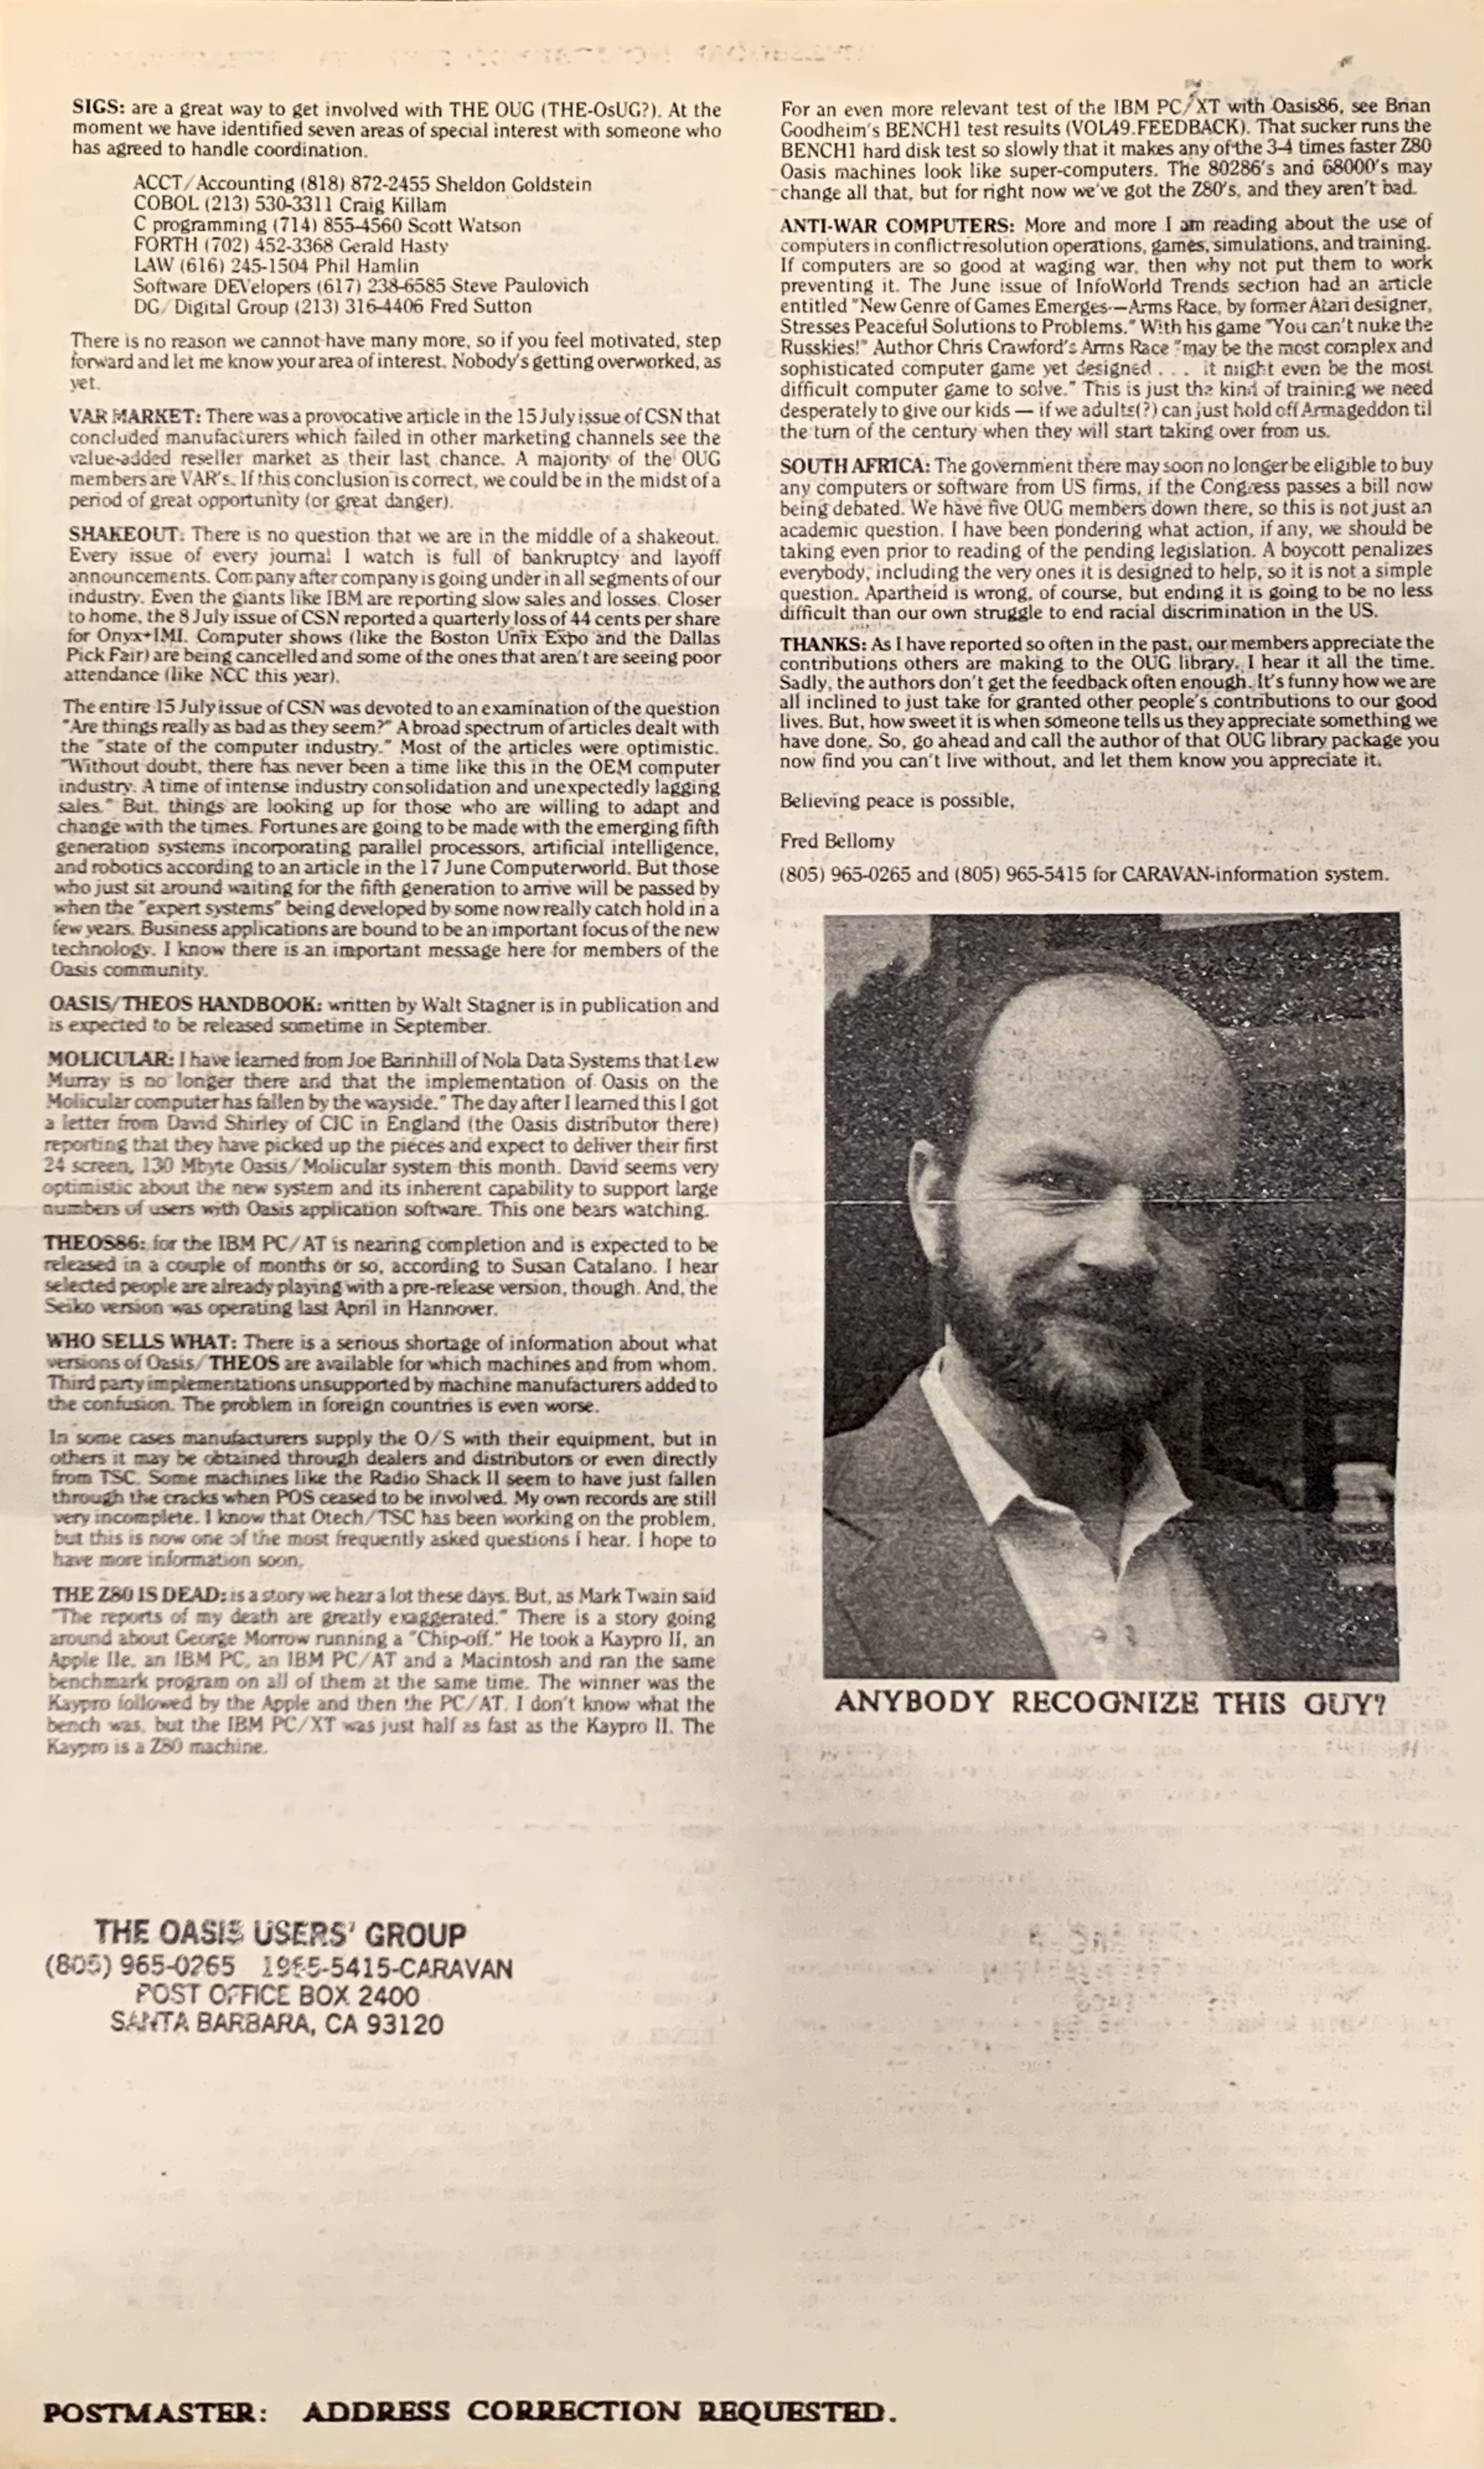 SIGS: are a great way to get involved with THE OUG (THE-OsUG?). At the
moment we have identified seven areas of special interest with someone who
has agreed to handle coordination.
ACCT/Accounting (818) 872-2455 Sheldon Goldstein
COBOL (213) 530-3311 Craig Killam
C programming (714) 855-4560 Scott Watson
FORTH (702) 452-3368 Gerald Hasty
LAW (616) 245-1504 Phil Hamlin
Software DEVelopers (617) 238-6585 Steve Paulovich
DG/Digital Group (213) 316-4406 Fred Sutton
There is no reason we cannot have many more, so if you feel motivated, step
forward and let me know your area of interest. Nobody's getting overworked, as
yet.
VAR MARKET: There was a provocative article in the 15 July issue of CSN that
concluded manufacturers which failed in other marketing channels see the
value-added reseller market as their last chance. A majority of the OUG
members are VAR's. If this conclusion is correct, we could be in the midst of a
period of great opportunity (or great danger).
SHAKEOUT: There is no question that we are in the middle of a shakeout.
Every issue of every journal I watch is full of bankruptcy and layoff
announcements. Company after company is going under in all segments of our
industry. Even the giants like IBM are reporting slow sales and losses. Closer
to home, the 8 July issue of CSN reported a quarterly loss of 44 cents per share
for Onyx+IMI. Computer shows (like the Boston Unix Expo and the Dallas
Pick Fair) are being cancelled and some of the ones that aren't are seeing poor
attendance (like NCC this year).
The entire 15 July issue of CSN was devoted to an examination of the question
"Are things really as bad as they seem?" A broad spectrum of articles dealt with
the "state of the computer industry." Most of the articles were optimistic.
"Without doubt, there has never been a time like this in the OEM computer
industry. A time of intense industry consolidation and unexpectedly lagging
sales." But, things are looking up for those who are willing to adapt and
change with the times. Fortunes are going to be made with the emerging fifth
generation systems incorporating parallel processors, artificial intelligence,
and robotics according to an article in the 17 June Computerworld. But those
who just sit around waiting for the fifth generation to arrive will be passed by
when the "expert systems" being developed by some now really catch hold in a
few years. Business applications are bound to be an important focus of the new
technology. I know there is an important message here for members of the
Oasis community.
OASIS/THEOS HANDBOOK: written by Walt Stagner is in publication and
is expected to be released sometime in September.
MOLICULAR: I have learned from Joe Barinhill of Nola Data Systems that Lew
Murray is no longer there and that the implementation of Oasis on the
Molicular computer has fallen by the wayside." The day after I learned this I got
a letter from David Shirley of CJC in England (the Oasis distributor there)
reporting that they have picked up the pieces and expect to deliver their first
24 screen, 130 Mbyte Oasis/Molicular system this month. David seems very
optimistic about the new system and its inherent capability to support large
numbers of users with Oasis application software. This one bears watching.
THEOS86: for the IBM PC/AT is nearing completion and is expected to be
released in a couple of months or so, according to Susan Catalano. I hear
selected people are already playing with a pre-release version, though. And, the
Seiko version was operating last April in Hannover.
WHO SELLS WHAT: There is a serious shortage of information about what
versions of Oasis/THEOS are available for which machines and from whom.
Third party implementations unsupported by machine manufacturers added to
the confusion. The problem in foreign countries is even worse.
In some cases manufacturers supply the O/S with their equipment, but in
others it may be obtained through dealers and distributors or even directly
from TSC. Some machines like the Radio Shack II seem to have just fallen
through the cracks when POS ceased to be involved. My own records are still
very incomplete. I know that Otech/TSC has been working on the problem,
but this is now one of the most frequently asked questions I hear. I hope to
have more information soon.
THE Z80 IS DEAD: is a story we hear a lot these days. But, as Mark Twain said
"The reports of my death are greatly exaggerated." There is a story going
around about George Morrow running a "Chip-off." He took a Kaypro II, an
Apple IIe, an IBM PC, an IBM PC/AT and a Macintosh and ran the same
benchmark program on all of them at the same time. The winner was the
Kaypro followed by the Apple and then the PC/AT. I don't know what the
bench was, but the IBM PC/XT was just half as fast as the Kaypro II. The
Kaypro is a Z80 machine.
For an even more relevant test of the IBM PC/XT with Oasis86, see Brian
Goodheim's BENCH1 test results (VOL49.FEEDBACK). That sucker runs the
BENCH1 hard disk test so slowly that it makes any of the 3-4 times faster Z80
Oasis machines look like super-computers. The 80286's and 68000's may
change all that, but for right now we've got the Z80's, and they aren't bad.
ANTI-WAR COMPUTERS: More and more I am reading about the use of
computers in conflict resolution operations, games, simulations, and training.
If computers are so good at waging war, then why not put them to work
preventing it. The June issue of InfoWorld Trends section had an article
entitled "New Genre of Games Emerges-—Arms Race, by former Atari designer,
Stresses Peaceful Solutions to Problems." With his game "You can't nuke the
Russkies!" Author Chris Crawford's Arms Race "may be the most complex and
sophisticated computer game yet designed . . . it might even be the most
difficult computer game to solve." This is just the kind of training we need
desperately to give our kids — if we adults(?) can just hold off Armageddon til
the turn of the century when they will start taking over from us.
SOUTH AFRICA: The government there may soon no longer be eligible to buy
any computers or software from US firms, if the Congress passes a bill now
being debated. We have five OUG members down there, so this is not just an
academic question. I have been pondering what action, if any, we should be
taking even prior to reading of the pending legislation. A boycott penalizes
everybody, including the very ones it is designed to help, so it is not a simple
question. Apartheid is wrong, of course, but ending it is going to be no less
difficult than our own struggle to end racial discrimination in the US.
THANKS: As I have reported so often in the past, our members appreciate the
contributions others are making to the OUG library. I hear it all the time.
Sadly, the authors don't get the feedback often enough. It's funny how we are
all inclined to just take for granted other people's contributions to our good
lives. But, how sweet it is when someone tells us they appreciate something we
have done. So, go ahead and call the author of that OUG library package you
now find you can't live without, and let them know you appreciate it.
Believing peace is possible,
Fred Bellomy
(805) 965-0265 and (805) 965-5415 for CARAVAN-information system.
ANYBODY RECOGNIZE THIS GUY?
THE OASIS USERS' GROUP
(805) 965-0265 1965-5415-CARAVAN
POST OFFICE BOX 2400
SANTA BARBARA, CA 93120
POSTMASTER: ADDRESS CORRECTION REQUESTED.